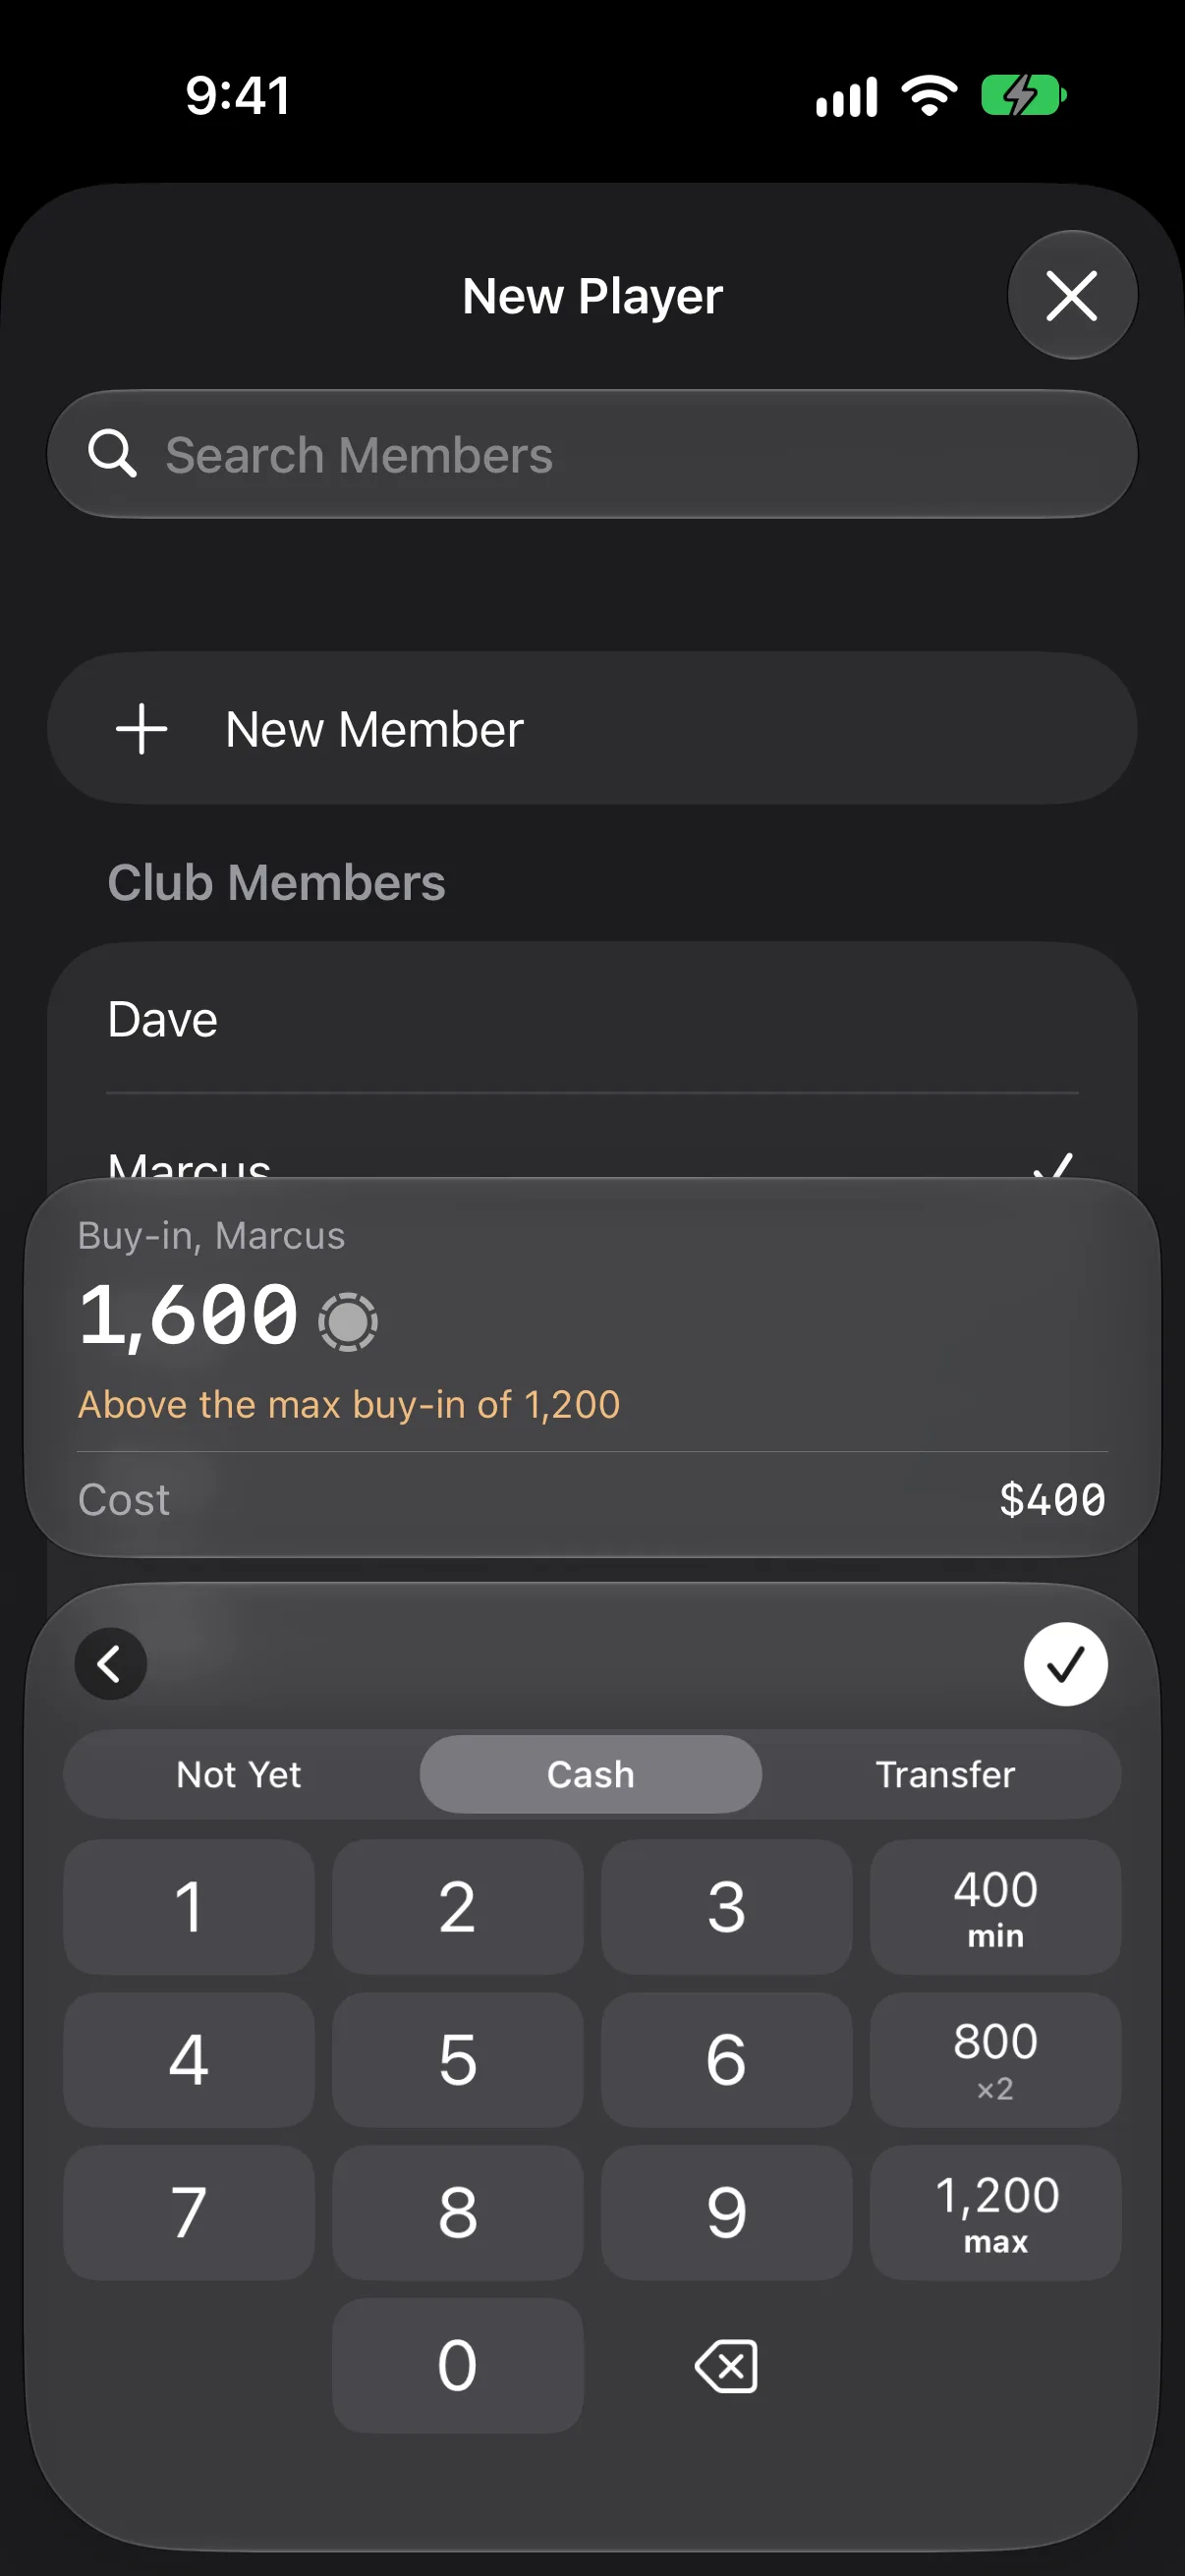 9:41
New Player
Search Members
New Member
Club Members
Dave
Marcus
Buy-in, Marcus
1,600
Above the max buy-in of 1,200
Cost $400
Not Yet Cash Transfer
1 2 3 400 min
4 5 6 800 ×2
7 8 9 1,200 max
0